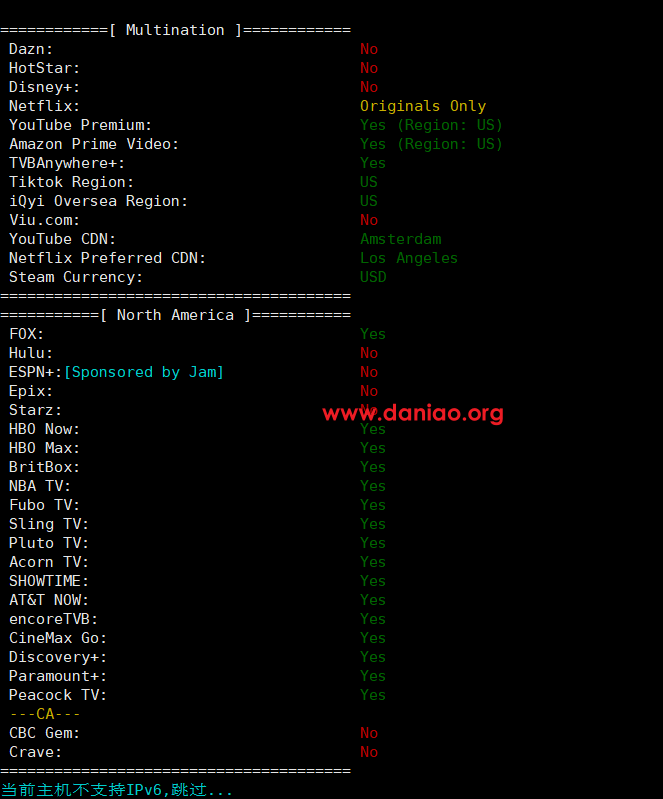 ============[ Multination ]============
Dazn: No
HotStar: No
Disney+: No
Netflix: Originals Only
YouTube Premium: Yes (Region: US)
Amazon Prime Video: Yes (Region: US)
TVBAnywhere+: Yes
Tiktok Region: US
iQyi Oversea Region: US
Viu.com: No
YouTube CDN: Amsterdam
Netflix Preferred CDN: Los Angeles
Steam Currency: USD
=======================================
===========[ North America ]===========
FOX: Yes
Hulu: No
ESPN+:[Sponsored by Jam] No
Epix: No
Starz: No
www.daniao.org
HBO Now: Yes
HBO Max: Yes
BritBox: Yes
NBA TV: Yes
Fubo TV: Yes
Sling TV: Yes
Pluto TV: Yes
Acorn TV: Yes
SHOWTIME: Yes
AT&T NOW: Yes
encoreTVB: Yes
CineMax Go: Yes
Discovery+: Yes
Paramount+: Yes
Peacock TV: Yes
---CA---
CBC Gem: No
Crave: No
=======================================
当前主机不支持IPv6,跳过...